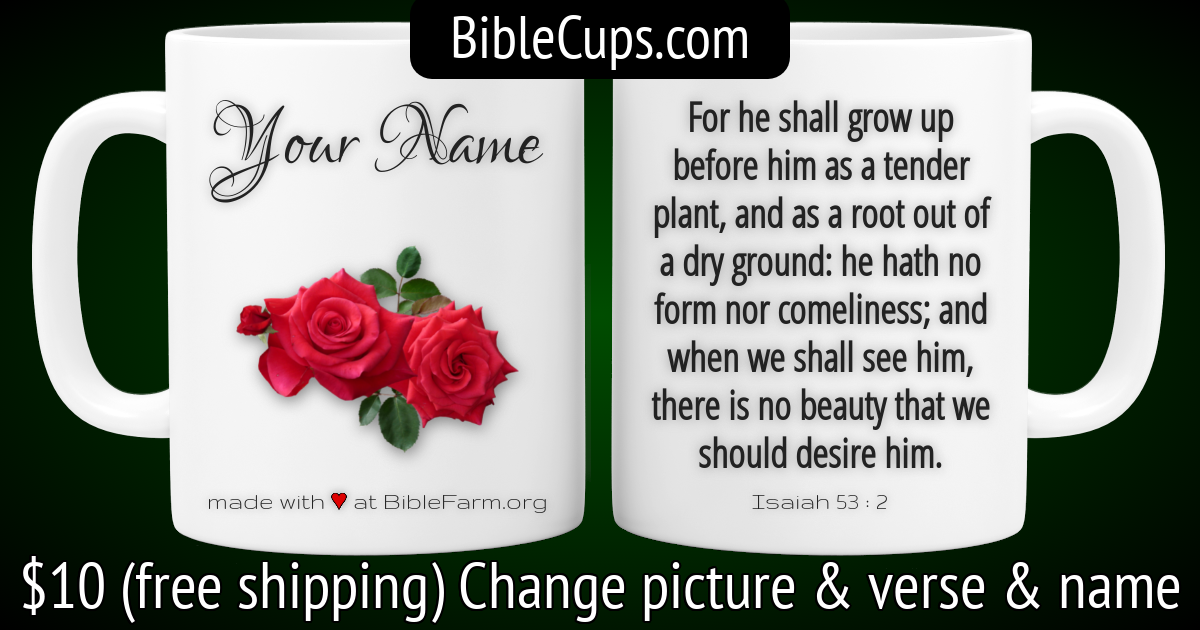 BibleCups.com
Your Name
made with ♥ at BibleFarm.org
For he shall grow up
before him as a tender
plant, and as a root out of
a dry ground: he hath no
form nor comeliness; and
when we shall see him,
there is no beauty that we
should desire him.
Isaiah 53 : 2
$10 (free shipping) Change picture & verse & name